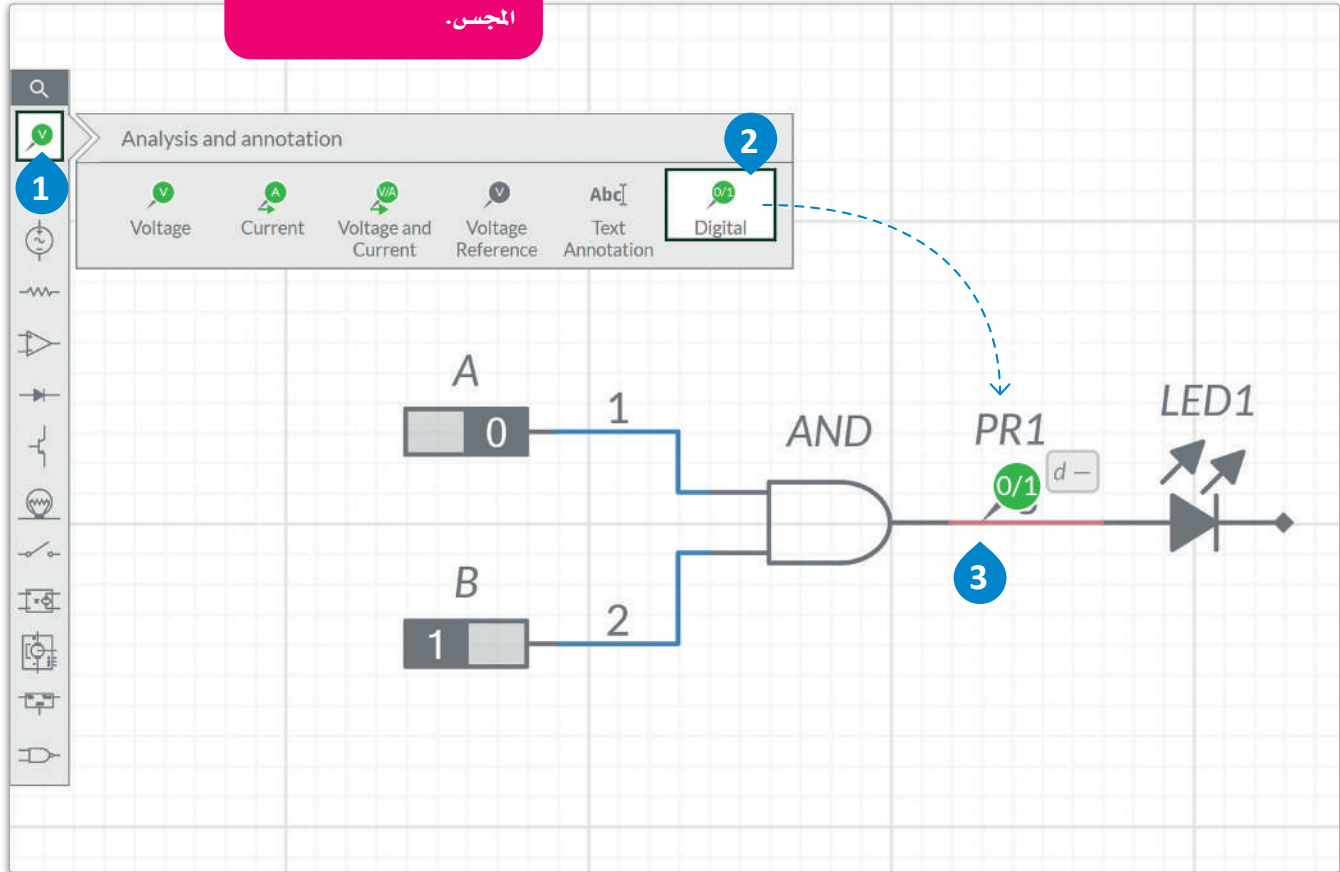 المجس.
V
Analysis and annotation
2
1
V
A
V/A
V
Abc
0/1
Voltage
Current
Voltage and
Current
Voltage
Reference
Text
Annotation
Digital
A
0
1
AND
PR1
LED1
0/1
d –
3
B
1
2